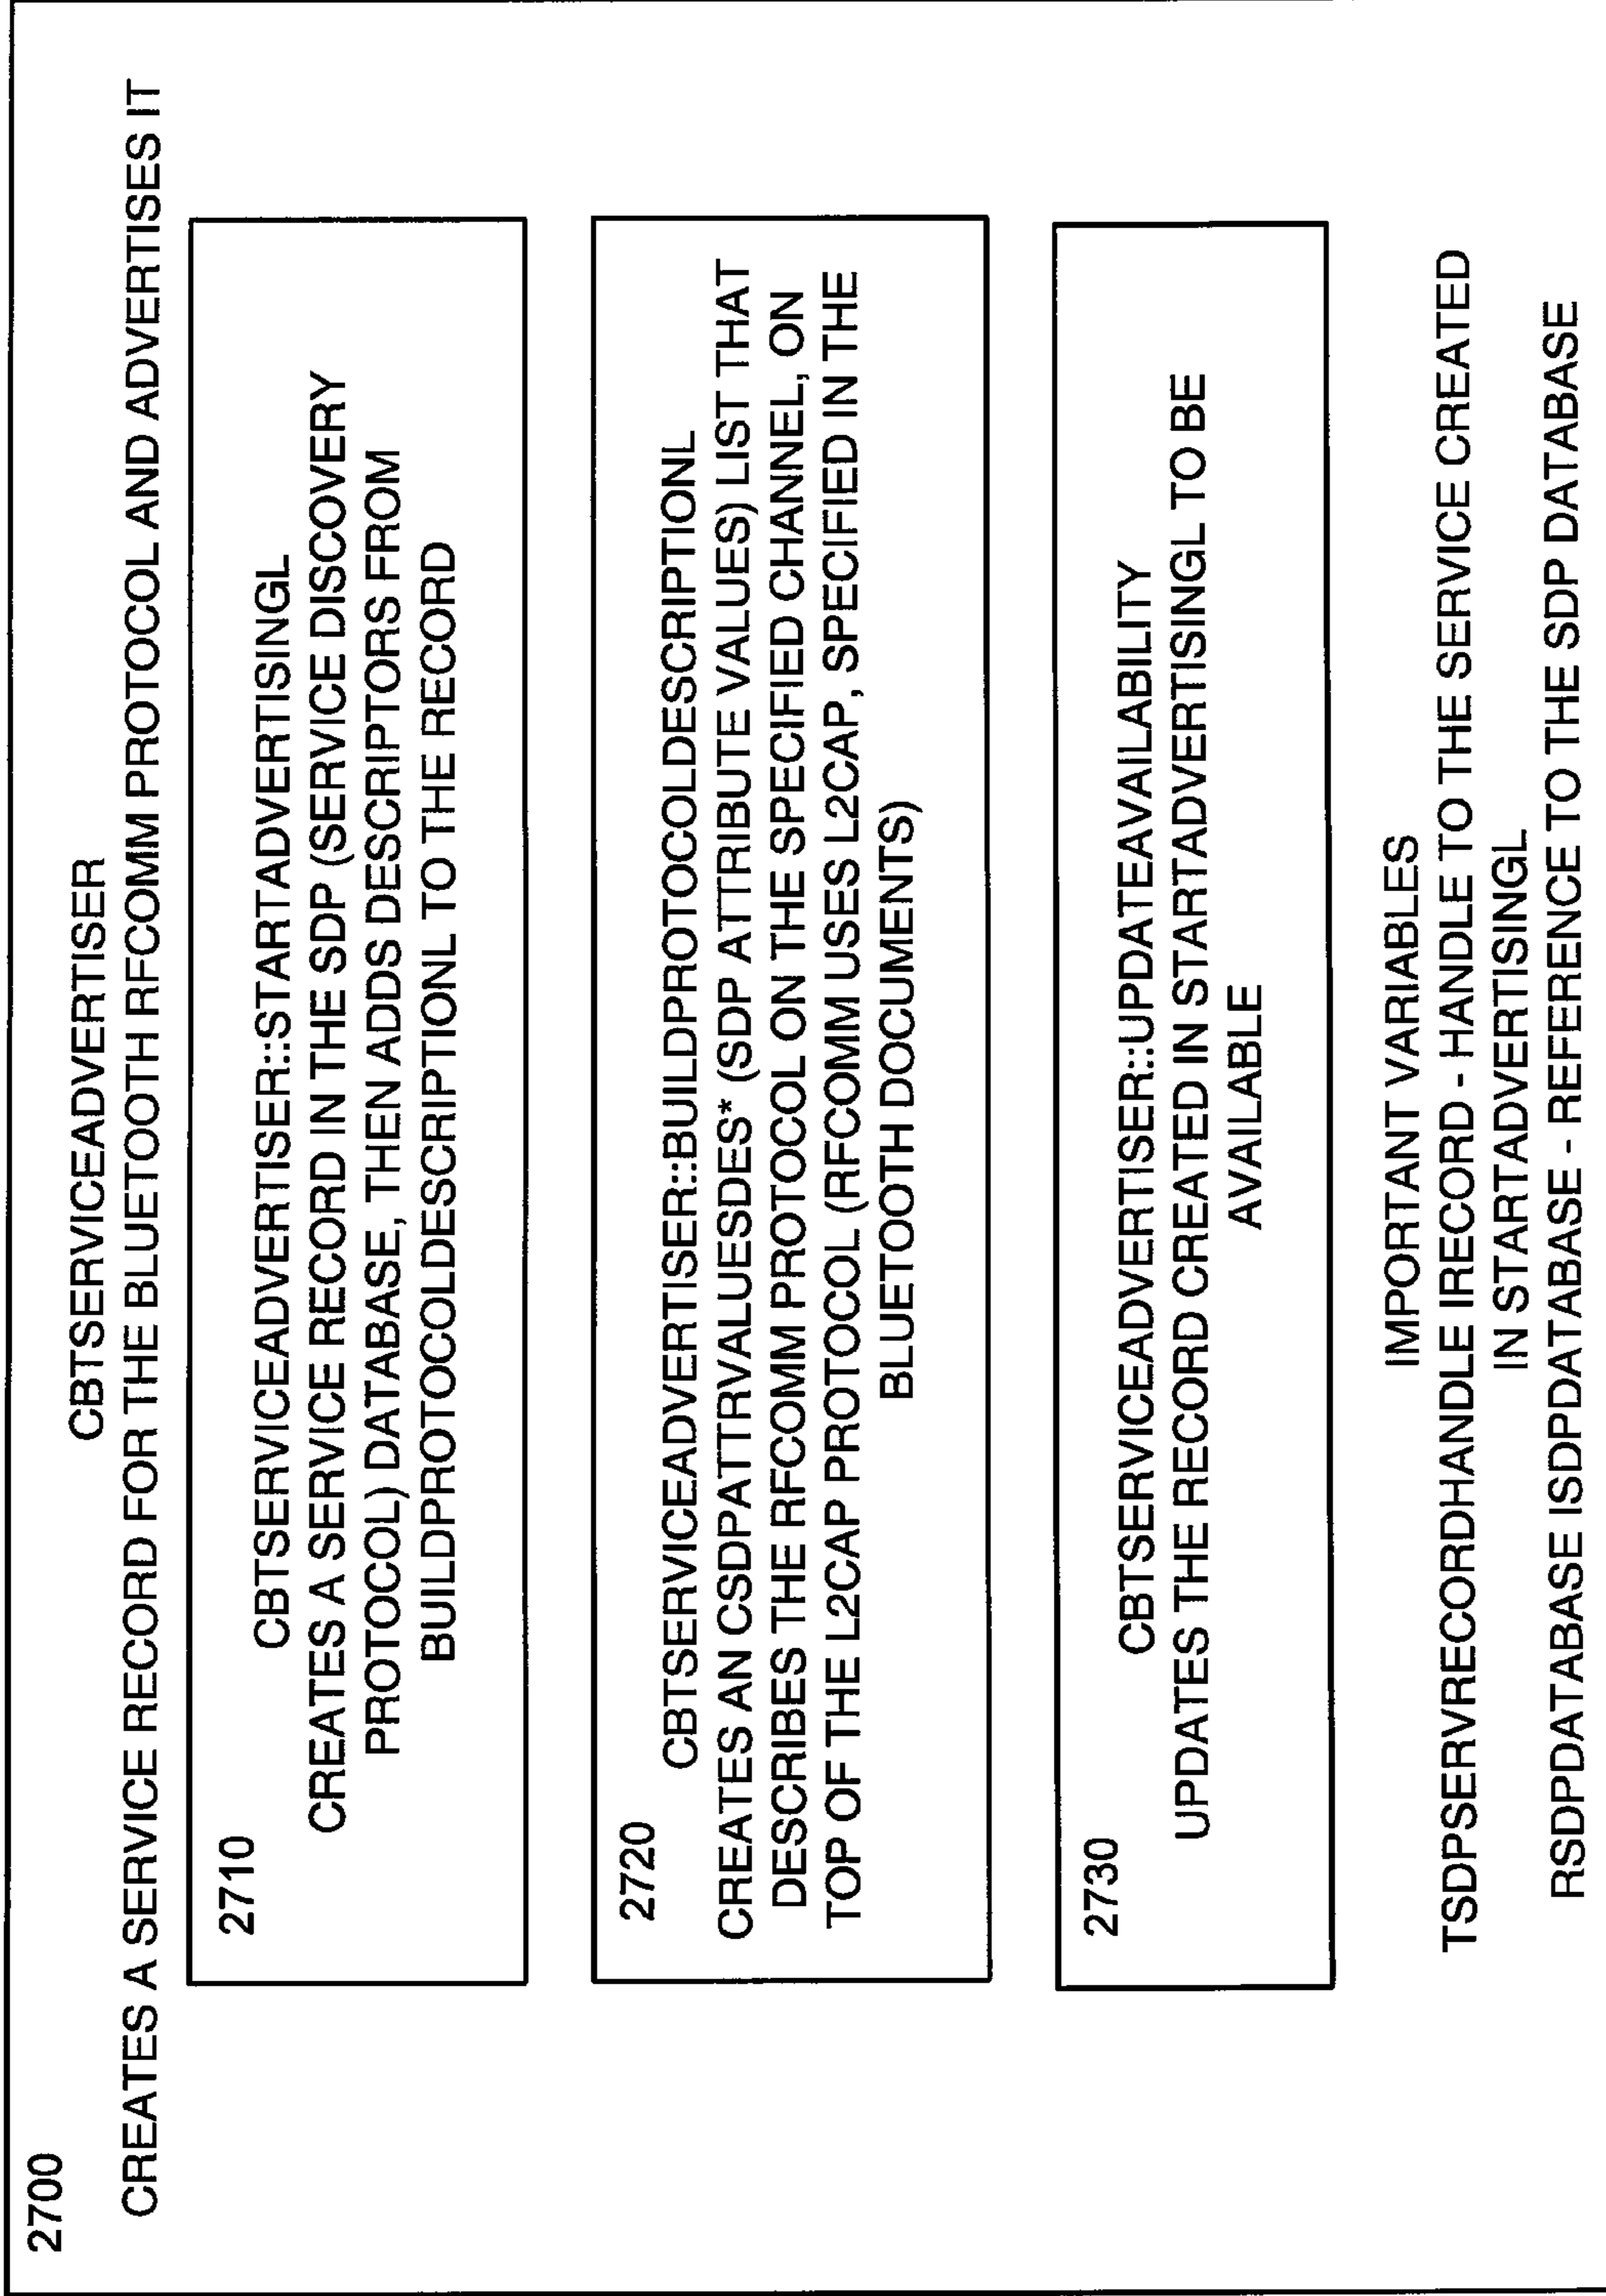 2700
CBTSERVICEADVERTISER
CREATES A SERVICE RECORD FOR THE BLUETOOTH RFCOMM PROTOCOL AND ADVERTISES IT
2710
CBTSERVICEADVERTISER::STARTADVERTISINGL
CREATES A SERVICE RECORD IN THE SDP (SERVICE DISCOVERY
PROTOCOL) DATABASE, THEN ADDS DESCRIPTORS FROM
BUILDPROTOCOLDESCRIPTIONL TO THE RECORD
2720
CBTSERVICEADVERTISER::BUILDPROTOCOLDESCRIPTIONL
CREATES AN CSDPATTRVALUESDES* (SDP ATTRIBUTE VALUES) LIST THAT
DESCRIBES THE RFCOMM PROTOCOL ON THE SPECIFIED CHANNEL, ON
TOP OF THE L2CAP PROTOCOL (RFCOMM USES L2CAP, SPECIFIED IN THE
BLUETOOTH DOCUMENTS)
2730
CBTSERVICEADVERTISER::UPDATEAVAILABILITY
UPDATES THE RECORD CREATED IN STARTADVERTISINGL TO BE
AVAILABLE
IMPORTANT VARIABLES
TSDPSERVRECORDHANDLE IRECORD - HANDLE TO THE SERVICE CREATED
IN STARTADVERTISINGL
RSDPDATABASE ISDPDATABASE - REFERENCE TO THE SDP DATABASE